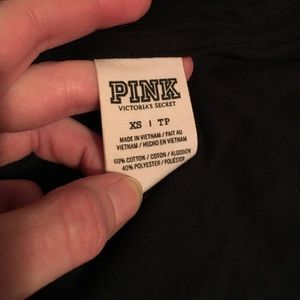 PINK
VICTORIA'S SECRET
XS | TP
MADE IN VIETNAM / FAIT AU
VIETNAM / HECHO EN VIETNAM
60% COTTON / COTON / ALGODÓN
40% POLYESTER / POLIÉSTER